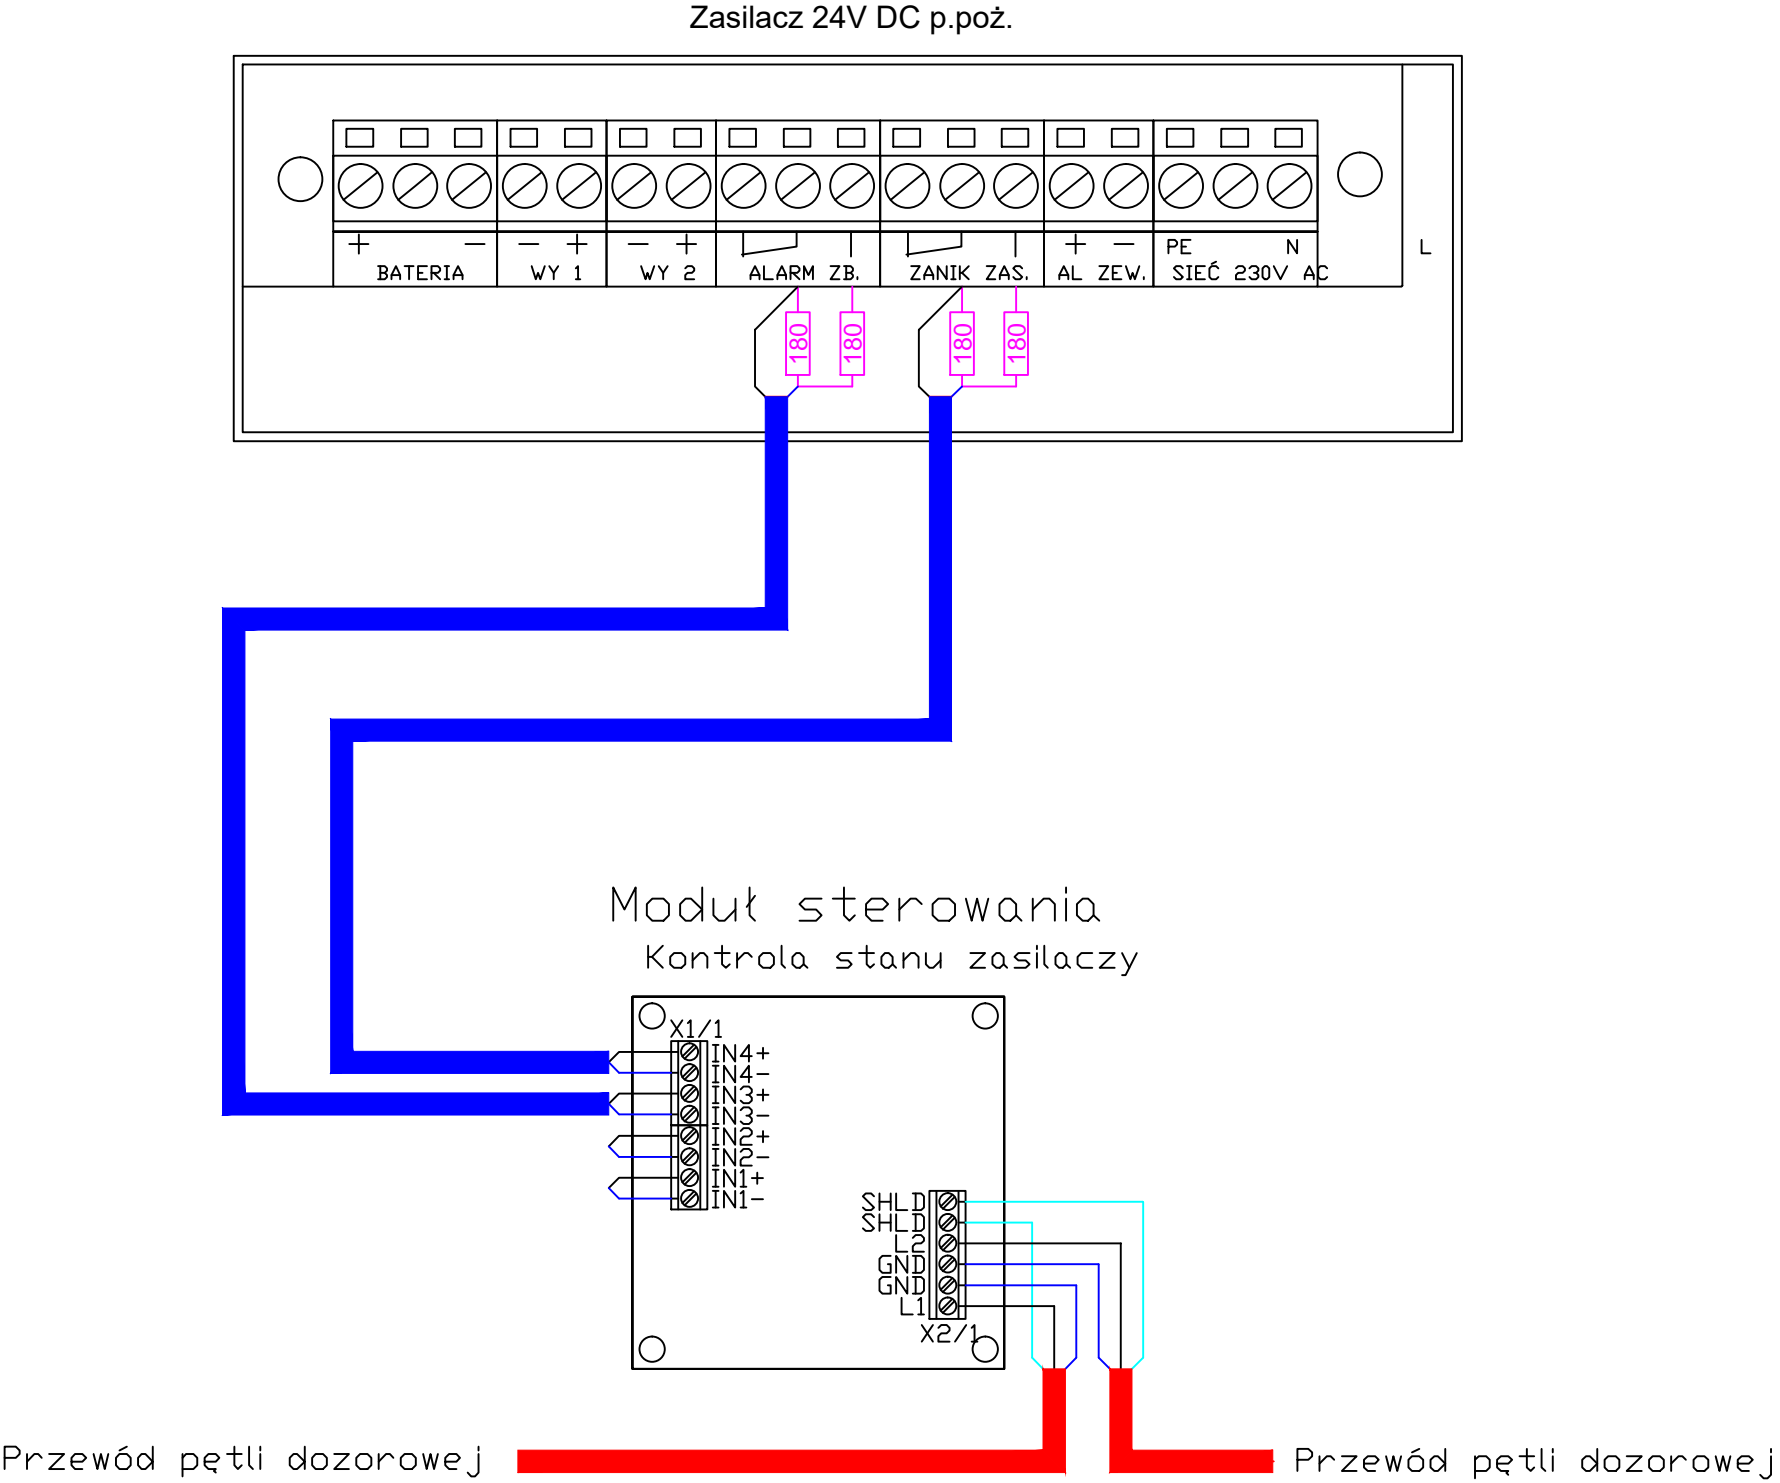 Zasilacz 24V DC p.poż.
+ − − + − + + − PE N L
BATERIA WY 1 WY 2 ALARM ZB. ZANIK ZAS. AL ZEW. SIEĆ 230V AC
180 180 180 180
Moduł sterowania
Kontrola stanu zasilaczy
X1/1
IN4+
IN4-
IN3+
IN3-
IN2+
IN2-
IN1+
IN1-
SHLD
SHLD
L2
GND
GND
L1
X2/1
Przewód pętli dozorowej Przewód pętli dozorowej